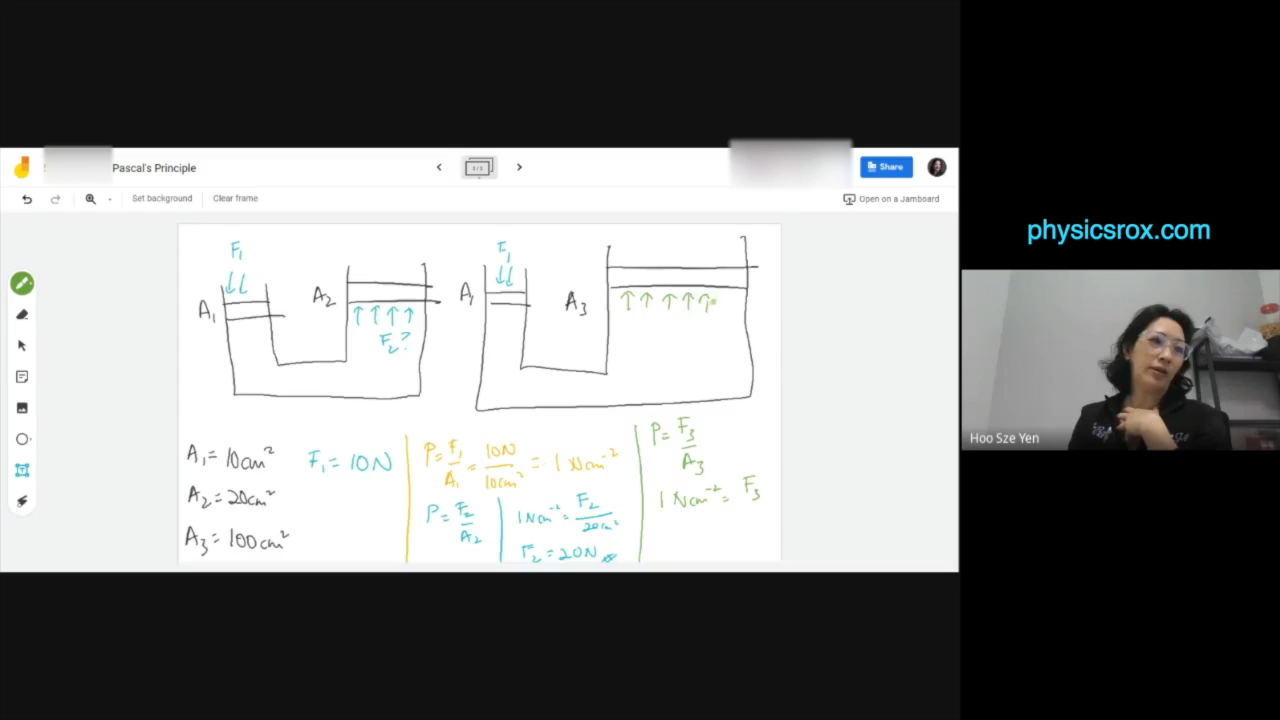 Pascal's Principle
1/1
Share
Set background
Clear frame
Open on a Jamboard
physicsrox.com
Hoo Sze Yen
F₁
A₁
A₂
F₂?
F₁
A₁
A₃
A₁ = 10cm²
A₂ = 20cm²
A₃ = 100cm²
F₁ = 10N
P = F₁/A₁ = 10N/10cm² = 1 Ncm⁻²
P = F₂/A₂
1Ncm⁻² = F₂/20cm²
F₂ = 20N
P = F₃/A₃
1 Ncm⁻² = F₃